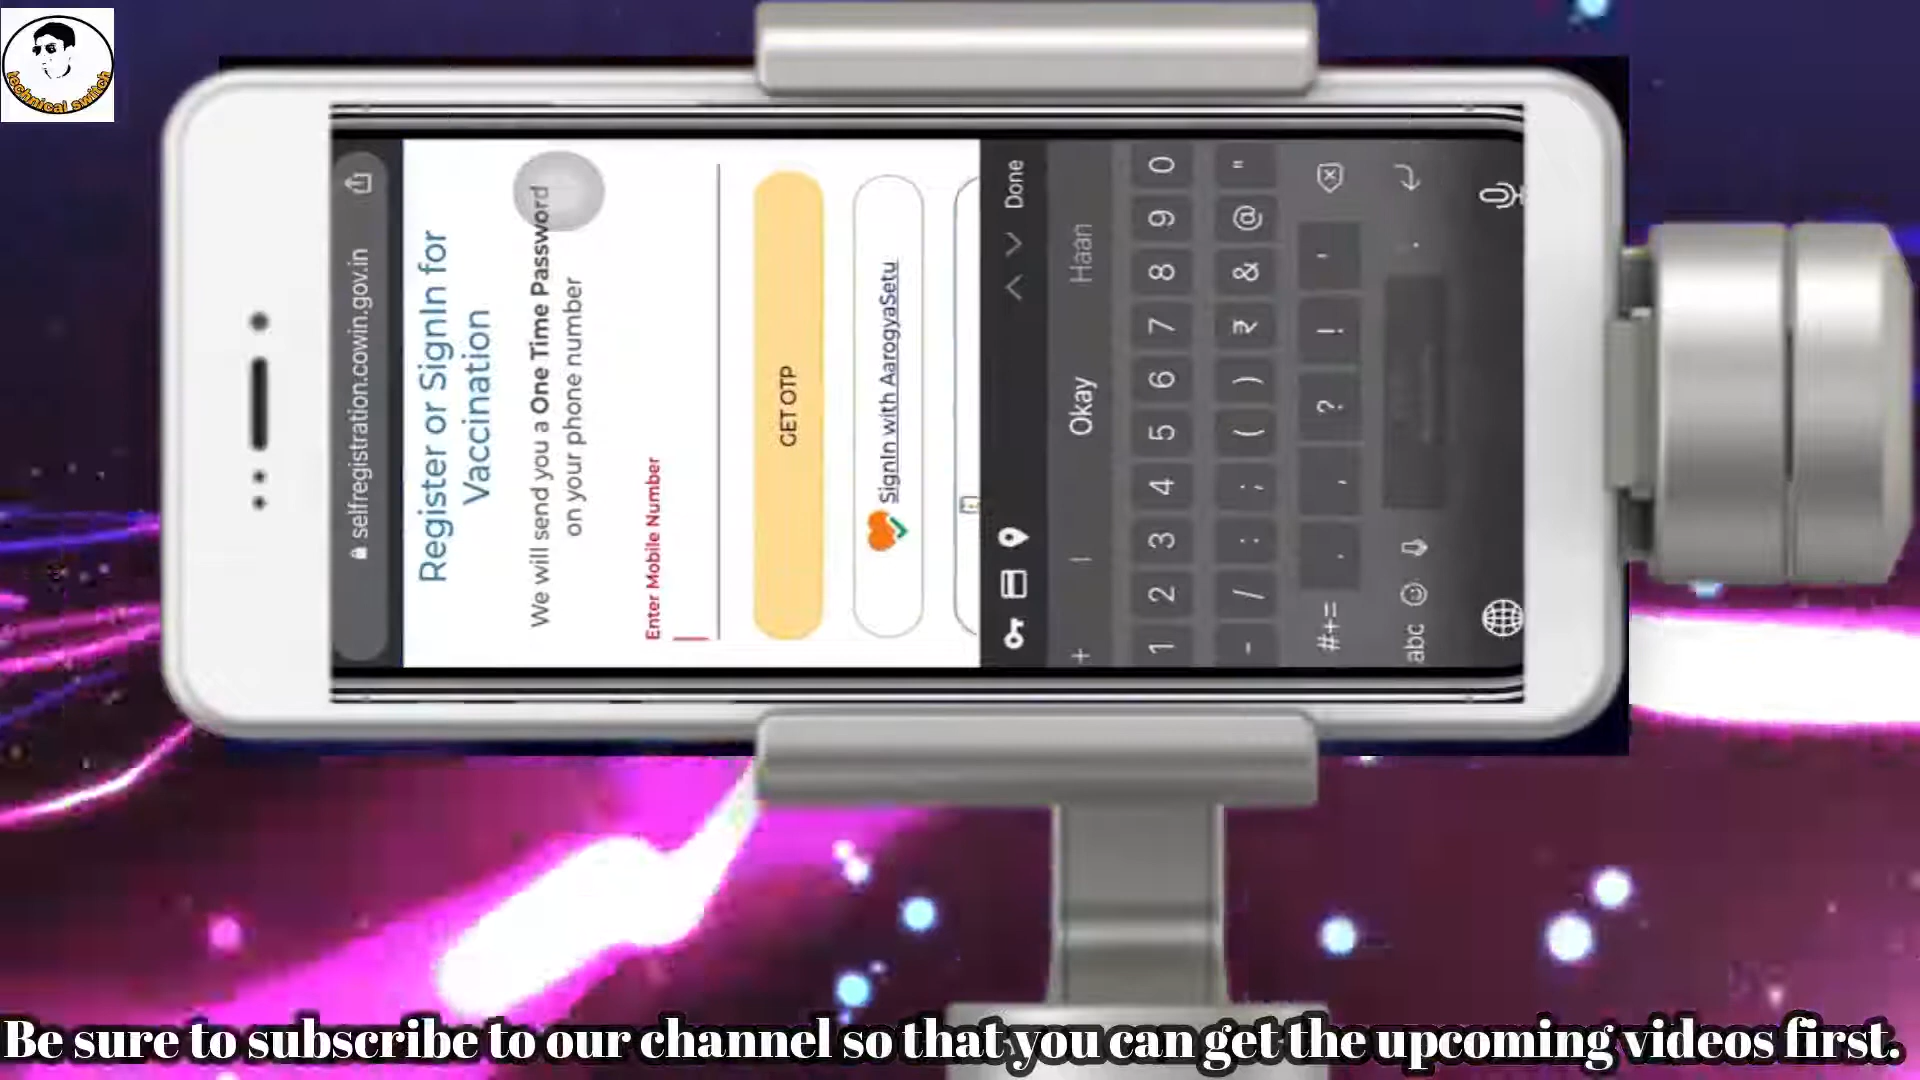 technical switch
selfregistration.cowin.gov.in
Register or SignIn for
Vaccination
We will send you a One Time Password
on your phone number
Enter Mobile Number
GET OTP
SignIn with AarogyaSetu
Done
I Okay Haan
1 2 3 4 5 6 7 8 9 0
- / : ; ( ) ₹ & @ "
#+= . , ? ! '
abc .
Be sure to subscribe to our channel so that you can get the upcoming videos first.